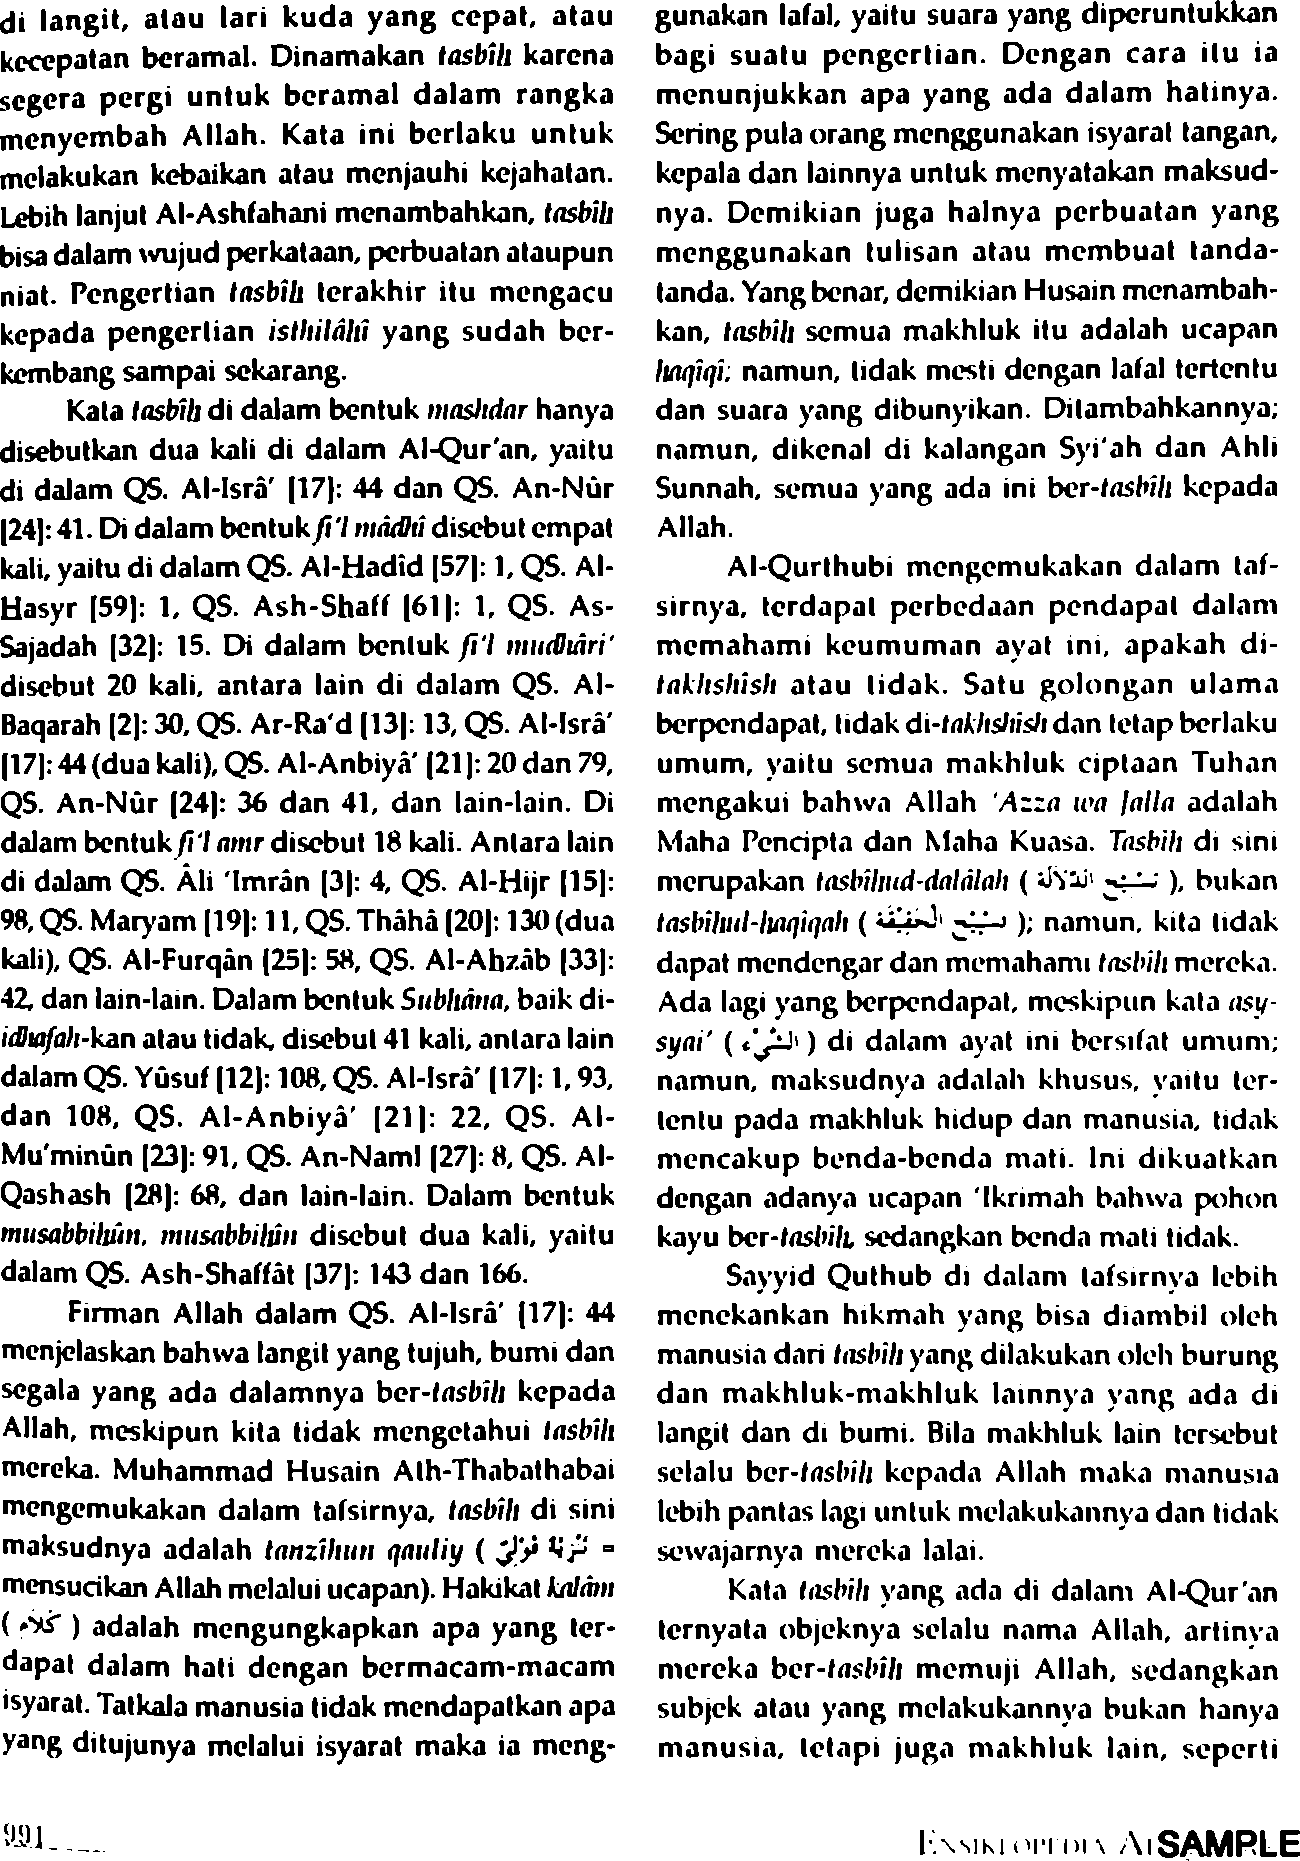 di langit, atau lari kuda yang cepat, atau
kecepatan beramal. Dinamakan tasbîh karena
segera pergi untuk beramal dalam rangka
menyembah Allah. Kata ini berlaku untuk
melakukan kebaikan atau menjauhi kejahatan.
Lebih lanjut Al-Ashfahani menambahkan, tasbîh
bisa dalam wujud perkataan, perbuatan ataupun
niat. Pengertian tasbîh terakhir itu mengacu
kepada pengertian isthilâhî yang sudah ber-
kembang sampai sekarang.
Kata tasbîh di dalam bentuk mashdar hanya
disebutkan dua kali di dalam Al-Qur'an, yaitu
di dalam QS. Al-Isrâ' [17]: 44 dan QS. An-Nûr
[24]: 41. Di dalam bentuk fi'l mâdhî disebut empat
kali, yaitu di dalam QS. Al-Hadîd [57]: 1, QS. Al-
Hasyr [59]: 1, QS. Ash-Shaff [61]: 1, QS. As-
Sajadah [32]: 15. Di dalam bentuk fi'l mudhâri'
disebut 20 kali, antara lain di dalam QS. Al-
Baqarah [2]: 30, QS. Ar-Ra'd [13]: 13, QS. Al-Isrâ'
[17]: 44 (dua kali), QS. Al-Anbiyâ' [21]: 20 dan 79,
QS. An-Nûr [24]: 36 dan 41, dan lain-lain. Di
dalam bentuk fi'l amr disebut 18 kali. Antara lain
di dalam QS. Âli 'Imrân [3]: 4, QS. Al-Hijr [15]:
98, QS. Maryam [19]: 11, QS. Thâhâ [20]: 130 (dua
kali), QS. Al-Furqân [25]: 58, QS. Al-Ahzâb [33]:
42, dan lain-lain. Dalam bentuk Subhâna, baik di-
idhafah-kan atau tidak, disebut 41 kali, antara lain
dalam QS. Yûsuf [12]: 108, QS. Al-Isrâ' [17]: 1, 93,
dan 108, QS. Al-Anbiyâ' [21]: 22, QS. Al-
Mu'minûn [23]: 91, QS. An-Naml [27]: 8, QS. Al-
Qashash [28]: 68, dan lain-lain. Dalam bentuk
musabbihûn, musabbihîn disebut dua kali, yaitu
dalam QS. Ash-Shaffât [37]: 143 dan 166.
Firman Allah dalam QS. Al-Isrâ' [17]: 44
menjelaskan bahwa langit yang tujuh, bumi dan
segala yang ada dalamnya ber-tasbîh kepada
Allah, meskipun kita tidak mengetahui tasbîh
mereka. Muhammad Husain Ath-Thabathabai
mengemukakan dalam tafsirnya, tasbîh di sini
maksudnya adalah tanzîhun qauliy ( تنزيه قولي =
mensucikan Allah melalui ucapan). Hakikat kalâm
( كلام ) adalah mengungkapkan apa yang ter-
dapat dalam hati dengan bermacam-macam
isyarat. Tatkala manusia tidak mendapatkan apa
yang ditujunya melalui isyarat maka ia meng-
gunakan lafal, yaitu suara yang diperuntukkan
bagi suatu pengertian. Dengan cara itu ia
menunjukkan apa yang ada dalam hatinya.
Sering pula orang menggunakan isyarat tangan,
kepala dan lainnya untuk menyatakan maksud-
nya. Demikian juga halnya perbuatan yang
menggunakan tulisan atau membuat tanda-
tanda. Yang benar, demikian Husain menambah-
kan, tasbîh semua makhluk itu adalah ucapan
haqîqî; namun, tidak mesti dengan lafal tertentu
dan suara yang dibunyikan. Ditambahkannya;
namun, dikenal di kalangan Syi'ah dan Ahli
Sunnah, semua yang ada ini ber-tasbîh kepada
Allah.
Al-Qurthubi mengemukakan dalam taf-
sirnya, terdapat perbedaan pendapat dalam
memahami keumuman ayat ini, apakah di-
takhshîsh atau tidak. Satu golongan ulama
berpendapat, tidak di-takhshîsh dan tetap berlaku
umum, yaitu semua makhluk ciptaan Tuhan
mengakui bahwa Allah 'Azza wa Jalla adalah
Maha Pencipta dan Maha Kuasa. Tasbîh di sini
merupakan tasbîhud-dalâlah ( تسبيح الدلالة ), bukan
tasbîhul-haqîqah ( تسبيح الحقيقة ); namun, kita tidak
dapat mendengar dan memahami tasbîh mereka.
Ada lagi yang berpendapat, meskipun kata asy-
syai' ( الشيء ) di dalam ayat ini bersifat umum;
namun, maksudnya adalah khusus, yaitu ter-
tentu pada makhluk hidup dan manusia, tidak
mencakup benda-benda mati. Ini dikuatkan
dengan adanya ucapan 'Ikrimah bahwa pohon
kayu ber-tasbîh, sedangkan benda mati tidak.
Sayyid Quthub di dalam tafsirnya lebih
menekankan hikmah yang bisa diambil oleh
manusia dari tasbîh yang dilakukan oleh burung
dan makhluk-makhluk lainnya yang ada di
langit dan di bumi. Bila makhluk lain tersebut
selalu ber-tasbîh kepada Allah maka manusia
lebih pantas lagi untuk melakukannya dan tidak
sewajarnya mereka lalai.
Kata tasbîh yang ada di dalam Al-Qur'an
ternyata objeknya selalu nama Allah, artinya
mereka ber-tasbîh memuji Allah, sedangkan
subjek atau yang melakukannya bukan hanya
manusia, tetapi juga makhluk lain, seperti
991
ENSIKLOPEDIA Al SAMPLE